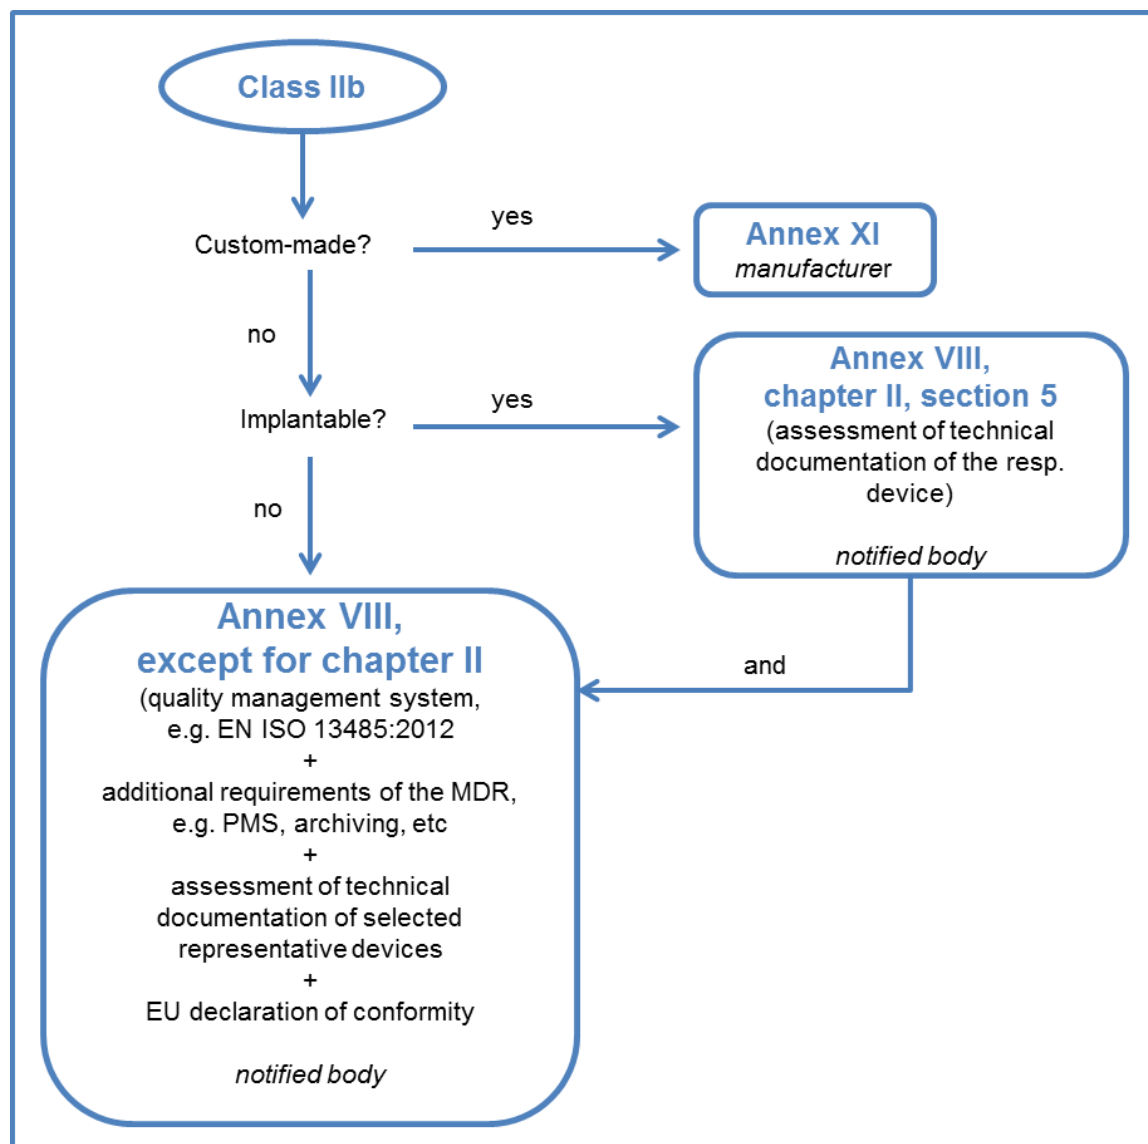 Class IIb
Custom-made?
yes
Annex XI
manufacturer
no
Implantable?
yes
Annex VIII,
chapter II, section 5
(assessment of technical
documentation of the resp.
device)
notified body
no
and
Annex VIII,
except for chapter II
(quality management system,
e.g. EN ISO 13485:2012
+
additional requirements of the MDR,
e.g. PMS, archiving, etc
+
assessment of technical
documentation of selected
representative devices
+
EU declaration of conformity
notified body